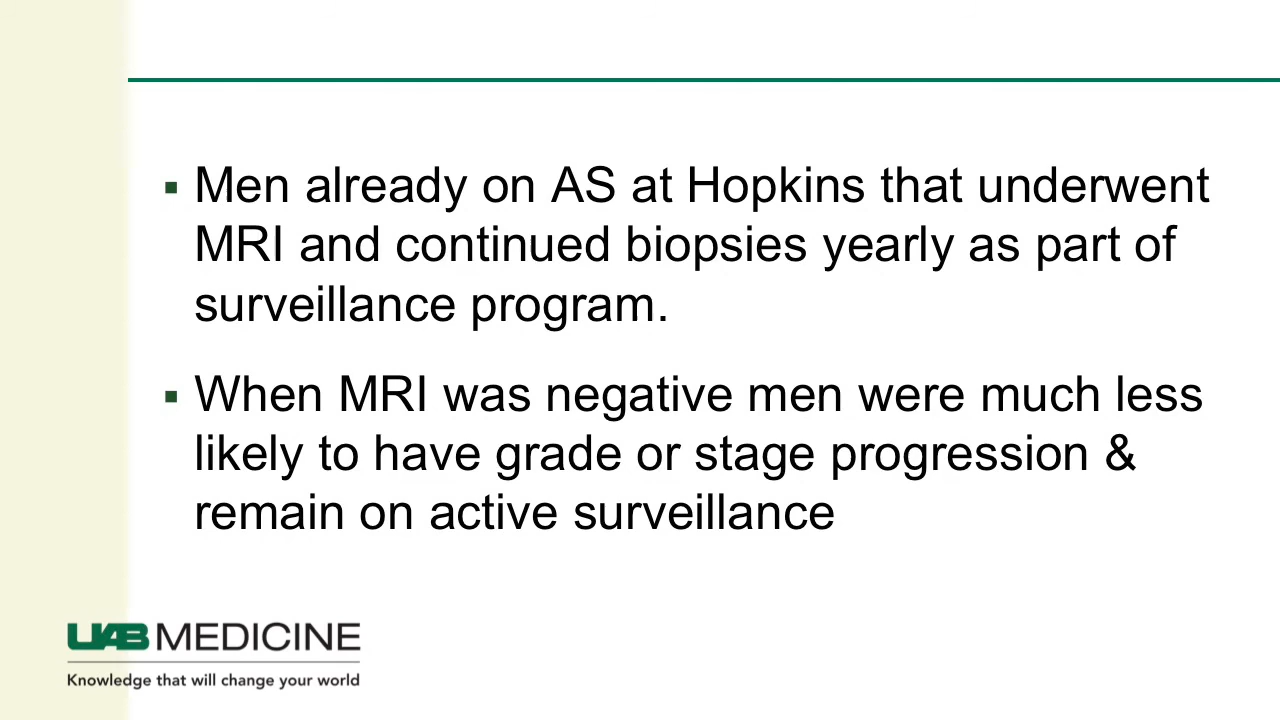 ▪ Men already on AS at Hopkins that underwent
MRI and continued biopsies yearly as part of
surveillance program.
▪ When MRI was negative men were much less
likely to have grade or stage progression &
remain on active surveillance
UAB MEDICINE
Knowledge that will change your world